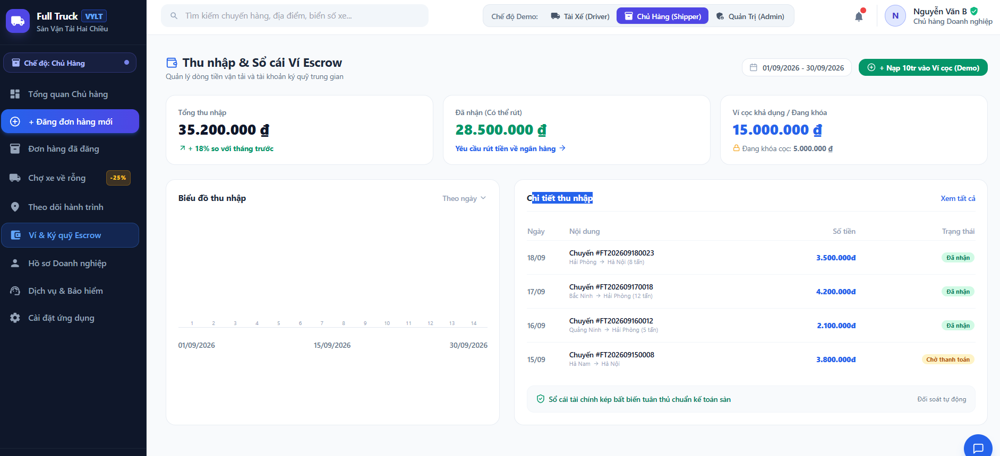 Full Truck VYLT
Sàn Vận Tải Hai Chiều
Chế độ: Chủ Hàng
Tổng quan Chủ hàng
+ Đăng đơn hàng mới
Đơn hàng đã đăng
Chợ xe về rỗng -25%
Theo dõi hành trình
Ví & Ký quỹ Escrow
Hồ sơ Doanh nghiệp
Dịch vụ & Bảo hiểm
Cài đặt ứng dụng
Tìm kiếm chuyến hàng, địa điểm, biển số xe...
Chế độ Demo: Tài Xế (Driver) Chủ Hàng (Shipper) Quản Trị (Admin)
N
Nguyễn Văn B
Chủ hàng Doanh nghiệp
Thu nhập & Sổ cái Ví Escrow
Quản lý dòng tiền vận tải và tài khoản ký quỹ trung gian
01/09/2026 - 30/09/2026
+ Nạp 10tr vào Ví cọc (Demo)
Tổng thu nhập
35.200.000 ₫
+ 18% so với tháng trước
Đã nhận (Có thể rút)
28.500.000 ₫
Yêu cầu rút tiền về ngân hàng →
Ví cọc khả dụng / Đang khóa
15.000.000 ₫
Đang khóa cọc: 5.000.000 ₫
Biểu đồ thu nhập
Theo ngày
1 2 3 4 5 6 7 8 9 10 11 12 13 14
01/09/2026 15/09/2026 30/09/2026
Chi tiết thu nhập
Xem tất cả
Ngày Nội dung Số tiền Trạng thái
18/09 Chuyến #FT202609180023 3.500.000đ Đã nhận
Hải Phòng → Hà Nội (8 tấn)
17/09 Chuyến #FT202609170018 4.200.000đ Đã nhận
Bắc Ninh → Hải Phòng (12 tấn)
16/09 Chuyến #FT202609160012 2.100.000đ Đã nhận
Quảng Ninh → Hải Phòng (5 tấn)
15/09 Chuyến #FT202609150008 3.800.000đ Chờ thanh toán
Hà Nam → Hà Nội
Sổ cái tài chính kép bất biến tuân thủ chuẩn kế toán sàn
Đối soát tự động